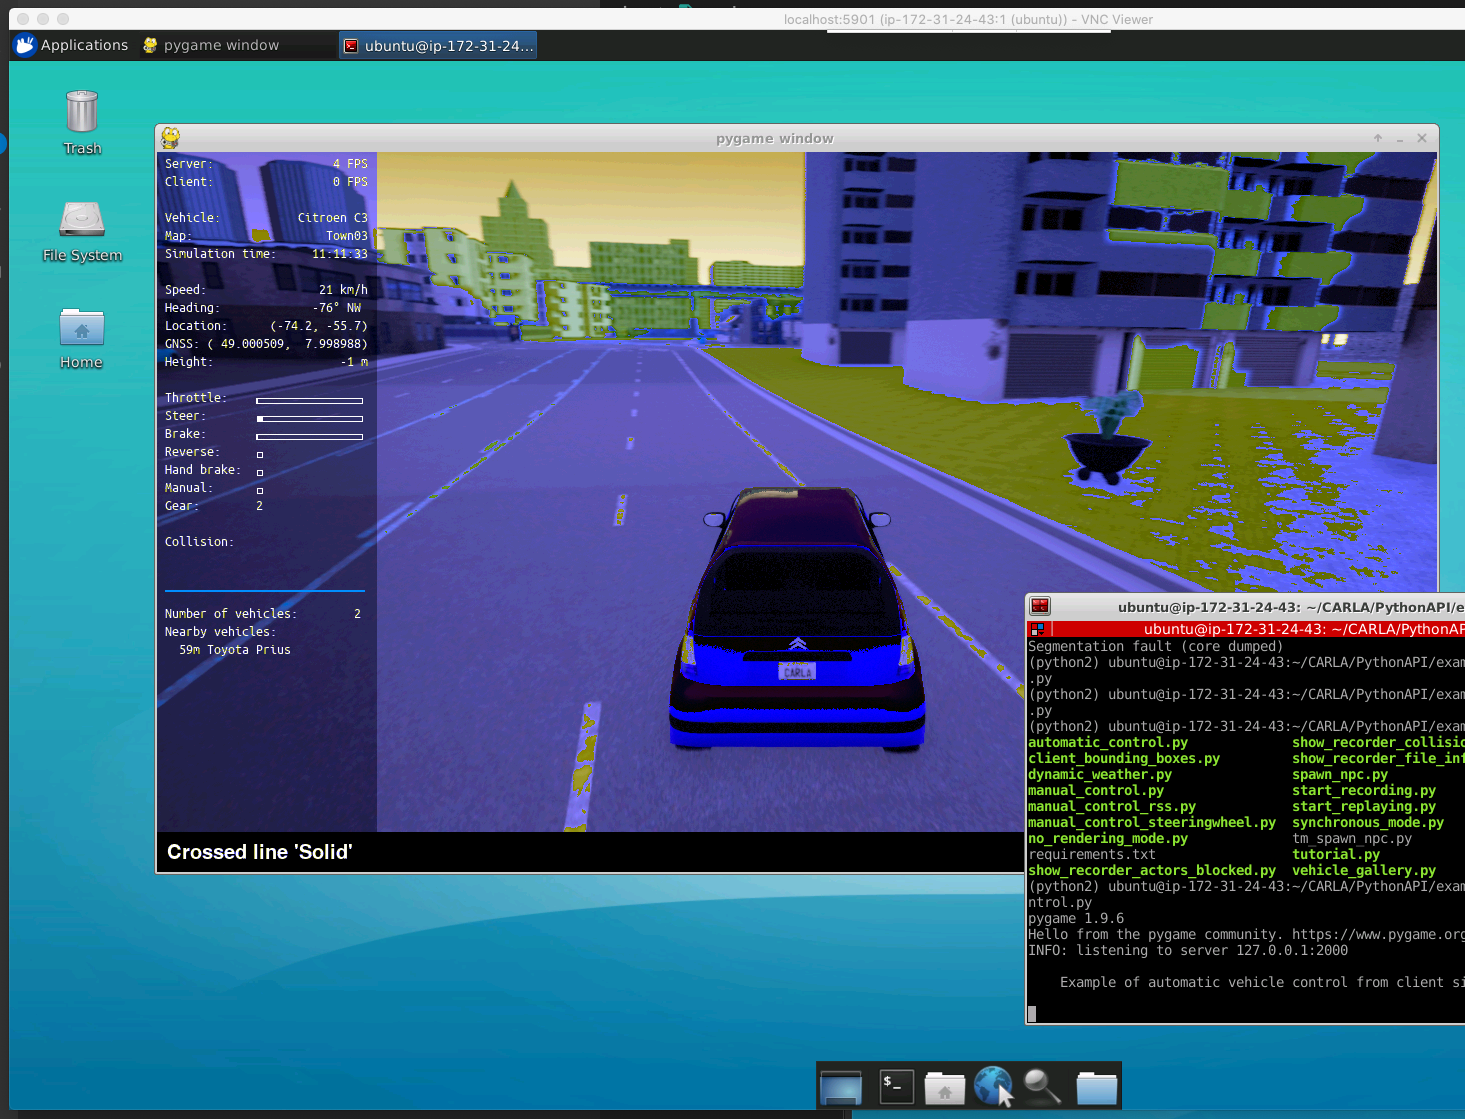 localhost:5901 (ip-172-31-24-43:1 (ubuntu)) - VNC Viewer
Applications
pygame window
ubuntu@ip-172-31-24...
Trash
File System
Home
pygame window
Server: 4 FPS
Client: 0 FPS
Vehicle: Citroen C3
Map: Town03
Simulation time: 11:11:33
Speed: 21 km/h
Heading: -76° NW
Location: (-74.2, -55.7)
GNSS: ( 49.000509, 7.998988)
Height: -1 m
Throttle:
Steer:
Brake:
Reverse:
Hand brake:
Manual:
Gear: 2
Collision:
Number of vehicles: 2
Nearby vehicles:
59m Toyota Prius
CARLA
Crossed line 'Solid'
ubuntu@ip-172-31-24-43: ~/CARLA/PythonAPI/e
ubuntu@ip-172-31-24-43: ~/CARLA/PythonAP
Segmentation fault (core dumped)
(python2) ubuntu@ip-172-31-24-43:~/CARLA/PythonAPI/exam
.py
(python2) ubuntu@ip-172-31-24-43:~/CARLA/PythonAPI/exam
.py
(python2) ubuntu@ip-172-31-24-43:~/CARLA/PythonAPI/exam
automatic_control.py show_recorder_collisio
client_bounding_boxes.py show_recorder_file_inf
dynamic_weather.py spawn_npc.py
manual_control.py start_recording.py
manual_control_rss.py start_replaying.py
manual_control_steeringwheel.py synchronous_mode.py
no_rendering_mode.py tm_spawn_npc.py
requirements.txt tutorial.py
show_recorder_actors_blocked.py vehicle_gallery.py
(python2) ubuntu@ip-172-31-24-43:~/CARLA/PythonAPI/exam
ntrol.py
pygame 1.9.6
Hello from the pygame community. https://www.pygame.org
INFO: listening to server 127.0.0.1:2000
Example of automatic vehicle control from client si